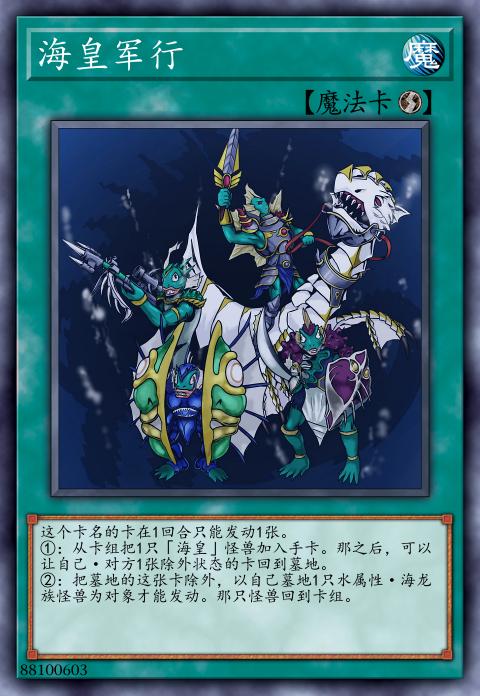 海皇军行
魔
【魔法卡】
这个卡名的卡在1回合只能发动1张。
①：从卡组把1只「海皇」怪兽加入手卡。那之后，可以
让自己·对方1张除外状态的卡回到墓地。
②：把墓地的这张卡除外，以自己墓地1只水属性·海龙
族怪兽为对象才能发动。那只怪兽回到卡组。
88100603